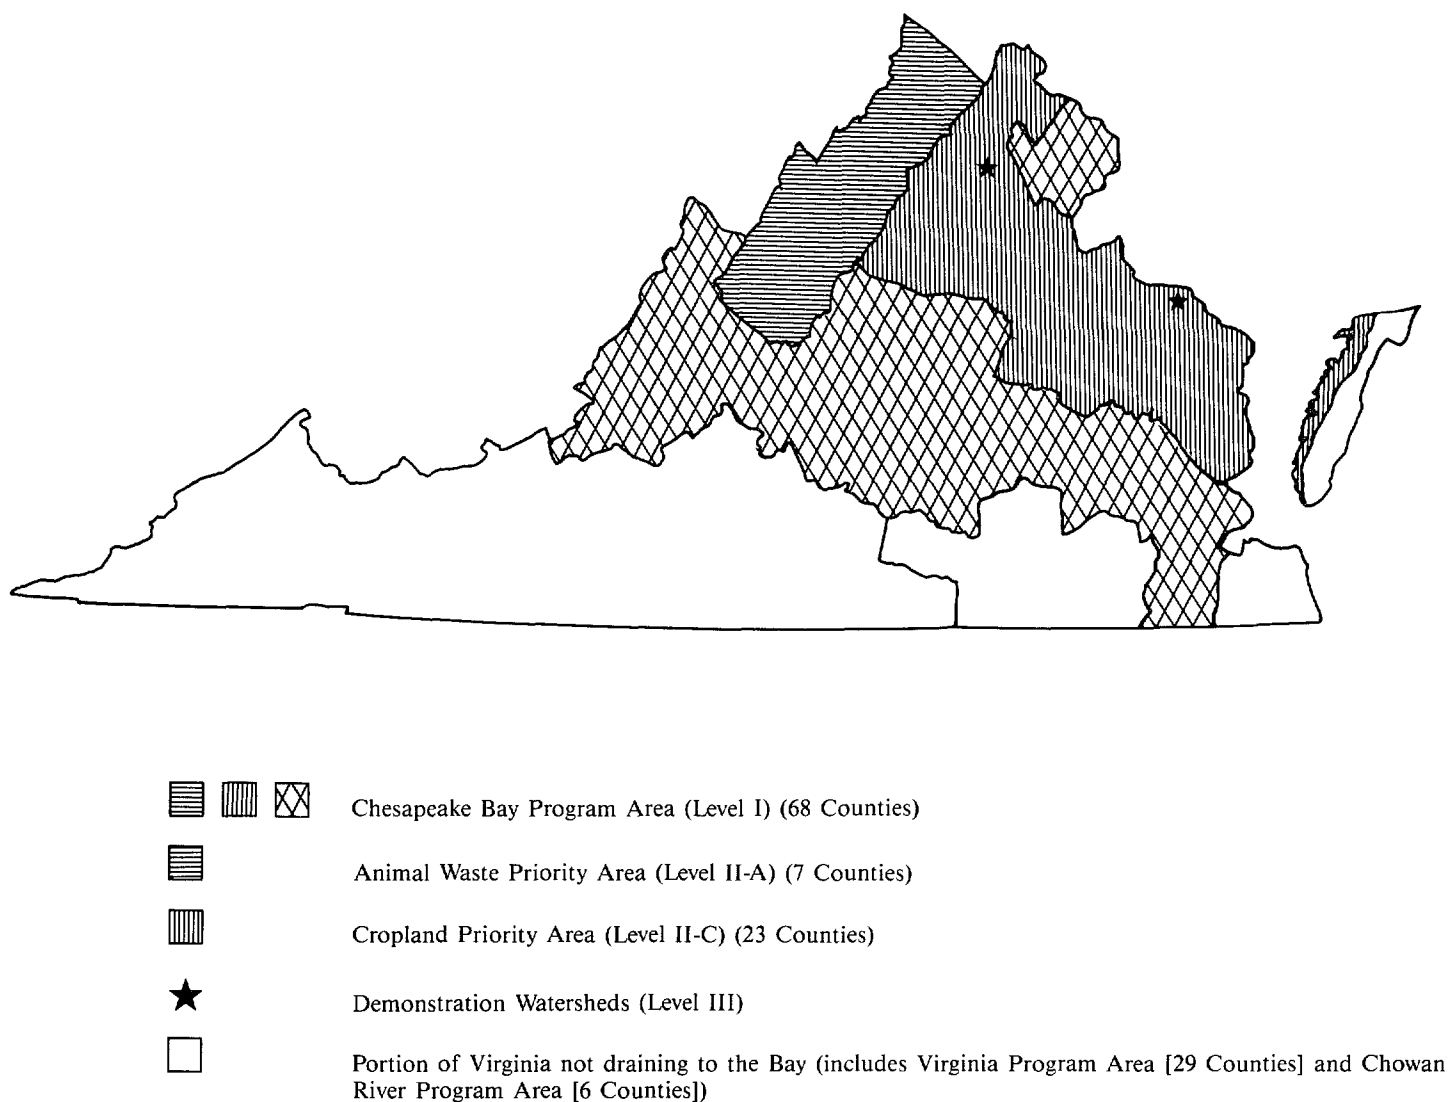 Chesapeake Bay Program Area (Level I) (68 Counties)
Animal Waste Priority Area (Level II-A) (7 Counties)
Cropland Priority Area (Level II-C) (23 Counties)
Demonstration Watersheds (Level III)
Portion of Virginia not draining to the Bay (includes Virginia Program Area [29 Counties] and Chowan
River Program Area [6 Counties])